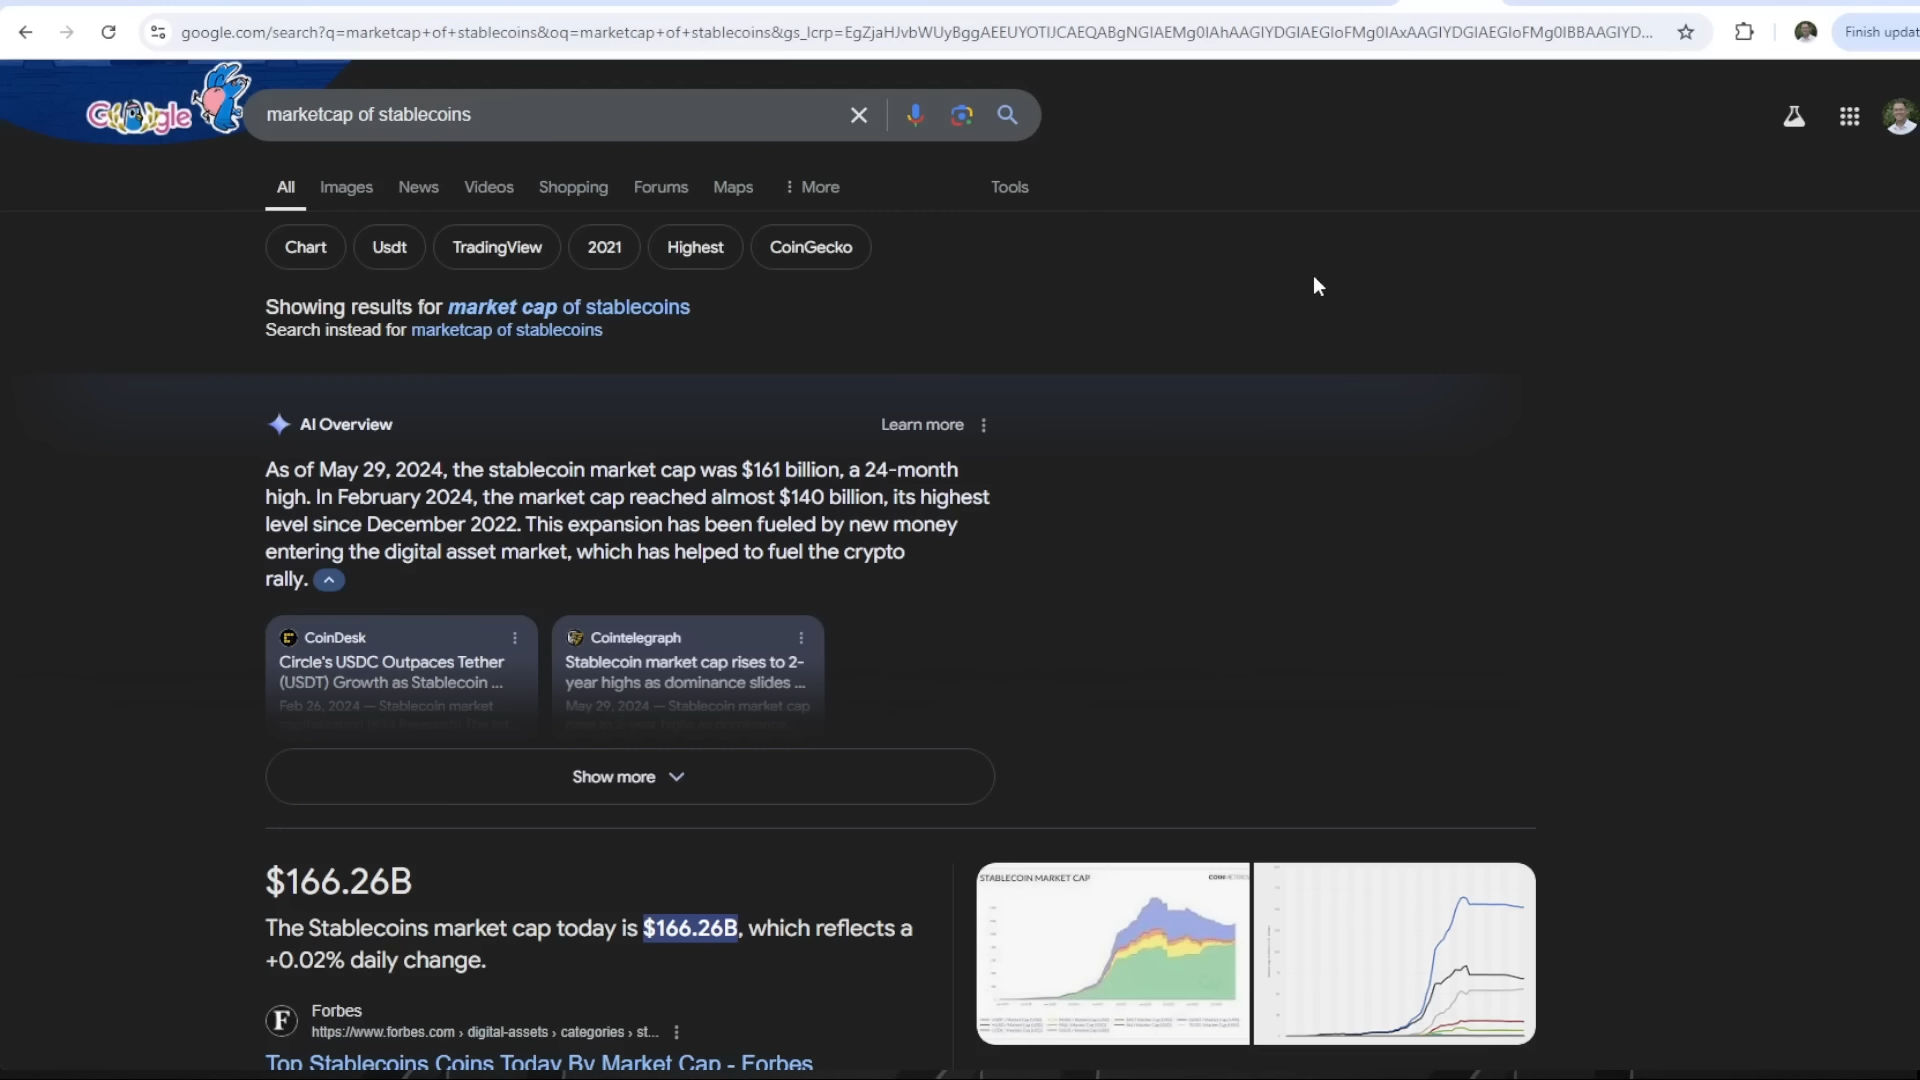 google.com/search?q=marketcap+of+stablecoins&oq=marketcap+of+stablecoins&gs_lcrp=EgZjaHJvbWUyBggAEEUYOTIJCAEQABgNGIAEMg0IAhAAGIYDGIAEGIoFMg0IAxAAGIYDGIAEGIoFMg0IBBAAGIYD...
Finish updat
Google
marketcap of stablecoins
All Images News Videos Shopping Forums Maps More Tools
Chart Usdt TradingView 2021 Highest CoinGecko
Showing results for market cap of stablecoins
Search instead for marketcap of stablecoins
AI Overview Learn more
As of May 29, 2024, the stablecoin market cap was $161 billion, a 24-month
high. In February 2024, the market cap reached almost $140 billion, its highest
level since December 2022. This expansion has been fueled by new money
entering the digital asset market, which has helped to fuel the crypto
rally.
CoinDesk
Circle's USDC Outpaces Tether
(USDT) Growth as Stablecoin ...
Feb 26, 2024 — Stablecoin market
Cointelegraph
Stablecoin market cap rises to 2-
year highs as dominance slides ...
May 29, 2024 — Stablecoin market cap
Show more
$166.26B
The Stablecoins market cap today is $166.26B, which reflects a
+0.02% daily change.
STABLECOIN MARKET CAP
COINMETRICS
F
Forbes
https://www.forbes.com › digital-assets › categories › st...
Top Stablecoins Coins Today By Market Cap - Forbes